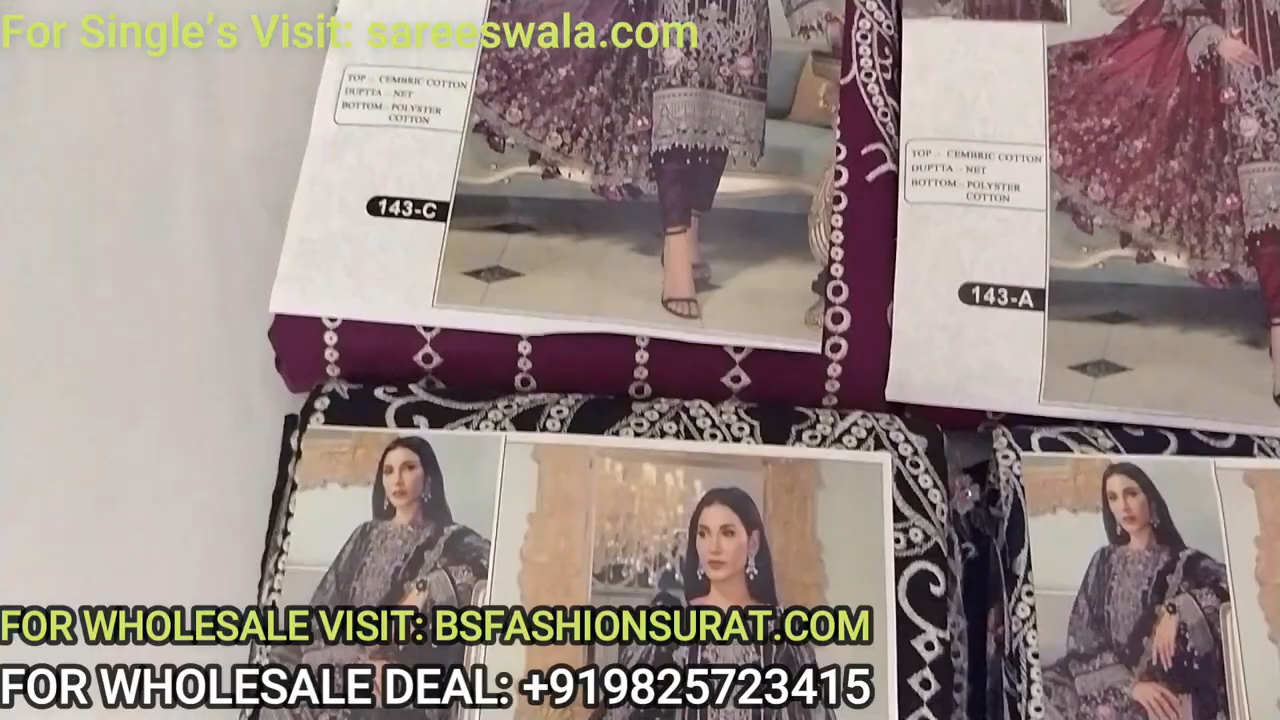 For Single's Visit: sareeswala.com
TOP - CEMBRIC COTTON
DUPTTA - NET
BOTTOM - POLYSTER
COTTON
143-C
TOP - CEMBRIC COTTON
DUPTTA - NET
BOTTOM - POLYSTER
COTTON
143-A
FOR WHOLESALE VISIT: BSFASHIONSURAT.COM
FOR WHOLESALE DEAL: +919825723415